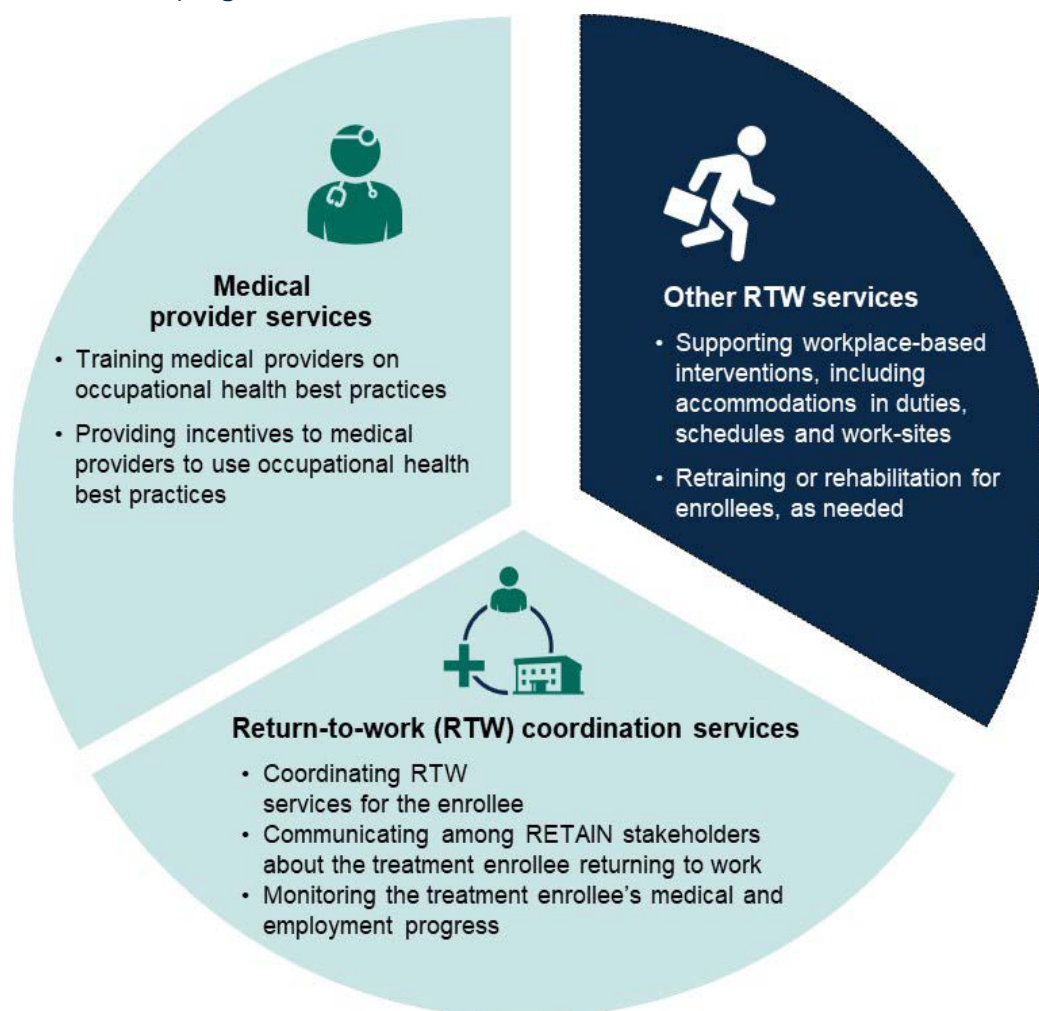 Medical
provider services
• Training medical providers on
occupational health best practices
• Providing incentives to medical
providers to use occupational health
best practices
Other RTW services
• Supporting workplace-based
interventions, including
accommodations in duties,
schedules and work-sites
• Retraining or rehabilitation for
enrollees, as needed
Return-to-work (RTW) coordination services
• Coordinating RTW
services for the enrollee
• Communicating among RETAIN stakeholders
about the treatment enrollee returning to work
• Monitoring the treatment enrollee's medical and
employment progress